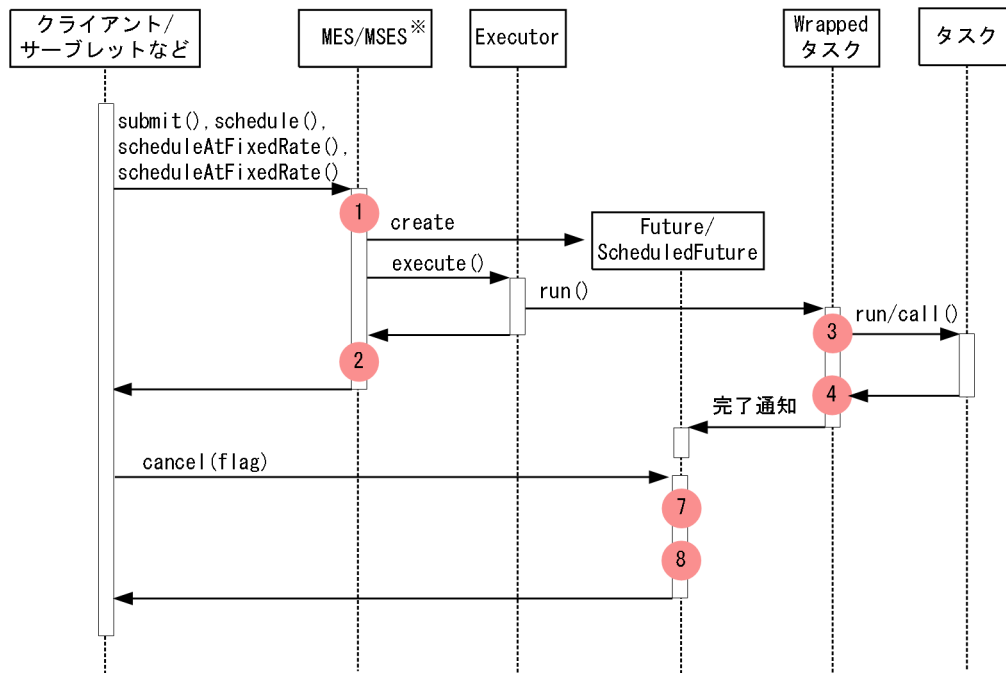 クライアント/
サーブレットなど
MES/MSES※
Executor
Wrapped
タスク
タスク
submit(),schedule(),
scheduleAtFixedRate(),
scheduleAtFixedRate()
1
create
Future/
ScheduledFuture
execute()
run()
3
run/call()
2
4
完了通知
cancel(flag)
7
8